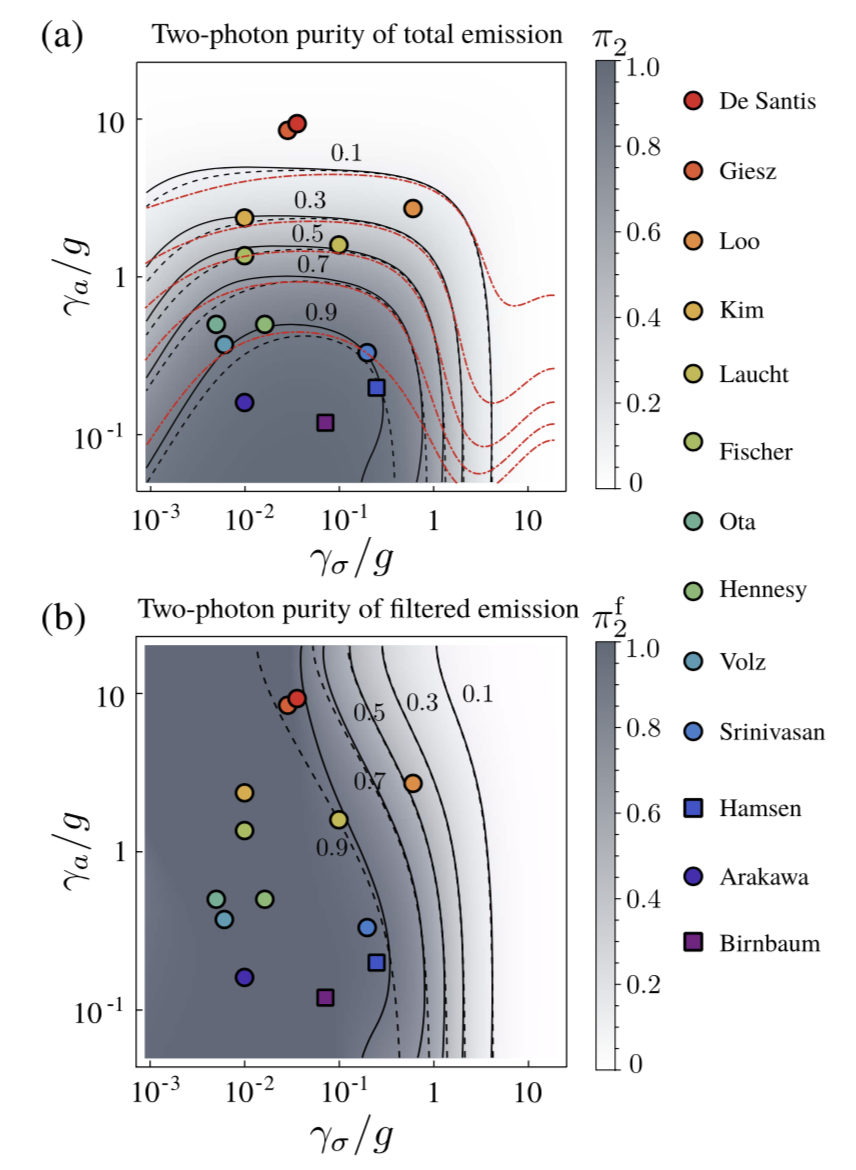 (a)
Two-photon purity of total emission
π₂
1.0
0.8
0.6
0.4
0.2
0
10
1
10⁻¹
γₐ/g
0.1
0.3
0.5
0.7
0.9
10⁻³
10⁻²
10⁻¹
1
10
γσ/g
De Santis
Giesz
Loo
Kim
Laucht
Fischer
Ota
Hennesy
Volz
Srinivasan
Hamsen
Arakawa
Birnbaum
(b)
Two-photon purity of filtered emission
π₂ᶠ
1.0
0.8
0.6
0.4
0.2
0
10
1
10⁻¹
γₐ/g
0.1
0.3
0.5
0.7
0.9
10⁻³
10⁻²
10⁻¹
1
10
γσ/g